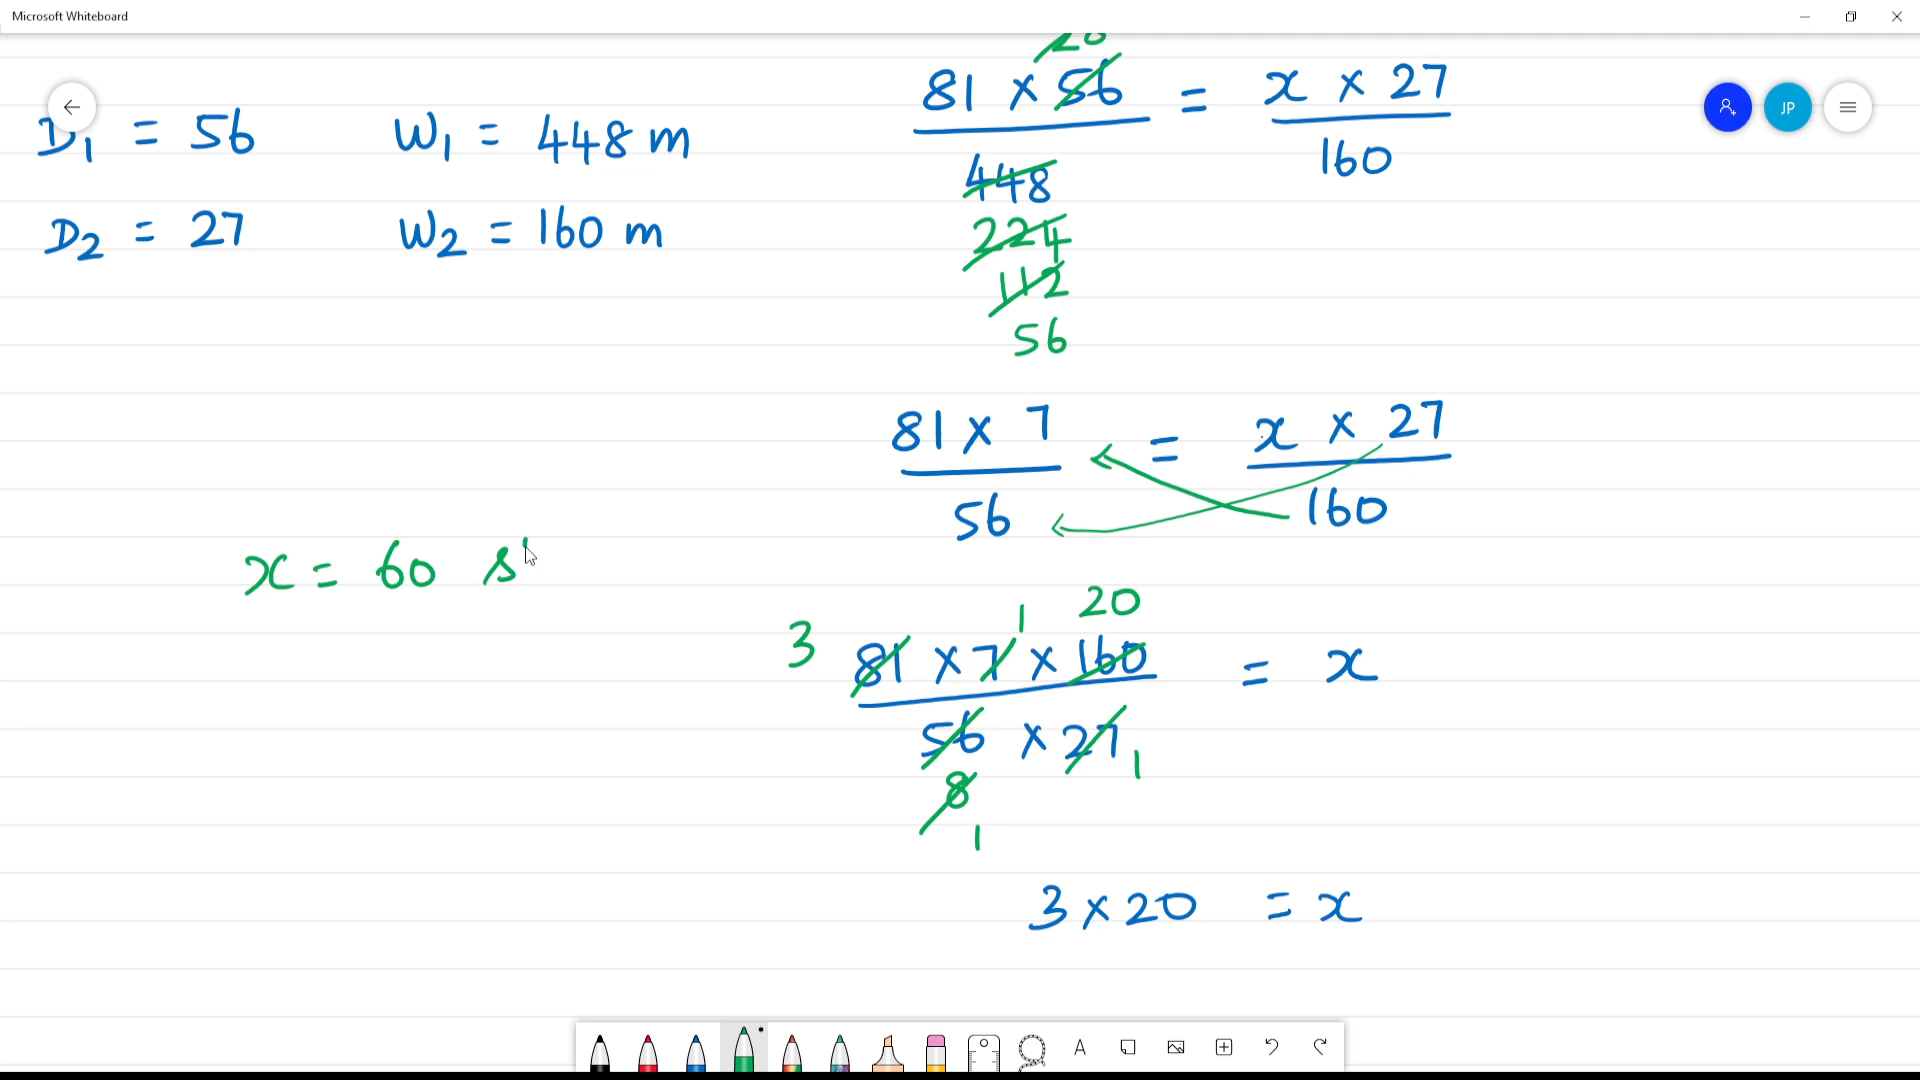 Microsoft Whiteboard
D1 = 56 W1 = 448 m
D2 = 27 W2 = 160 m
81 × 56 = x × 27
448 160
224
112
56
81 × 7 = x × 27
56 160
x = 60 s
1 20
3 81 × 7 × 160 = x
56 × 27 1
8
1
3 × 20 = x
JP
A